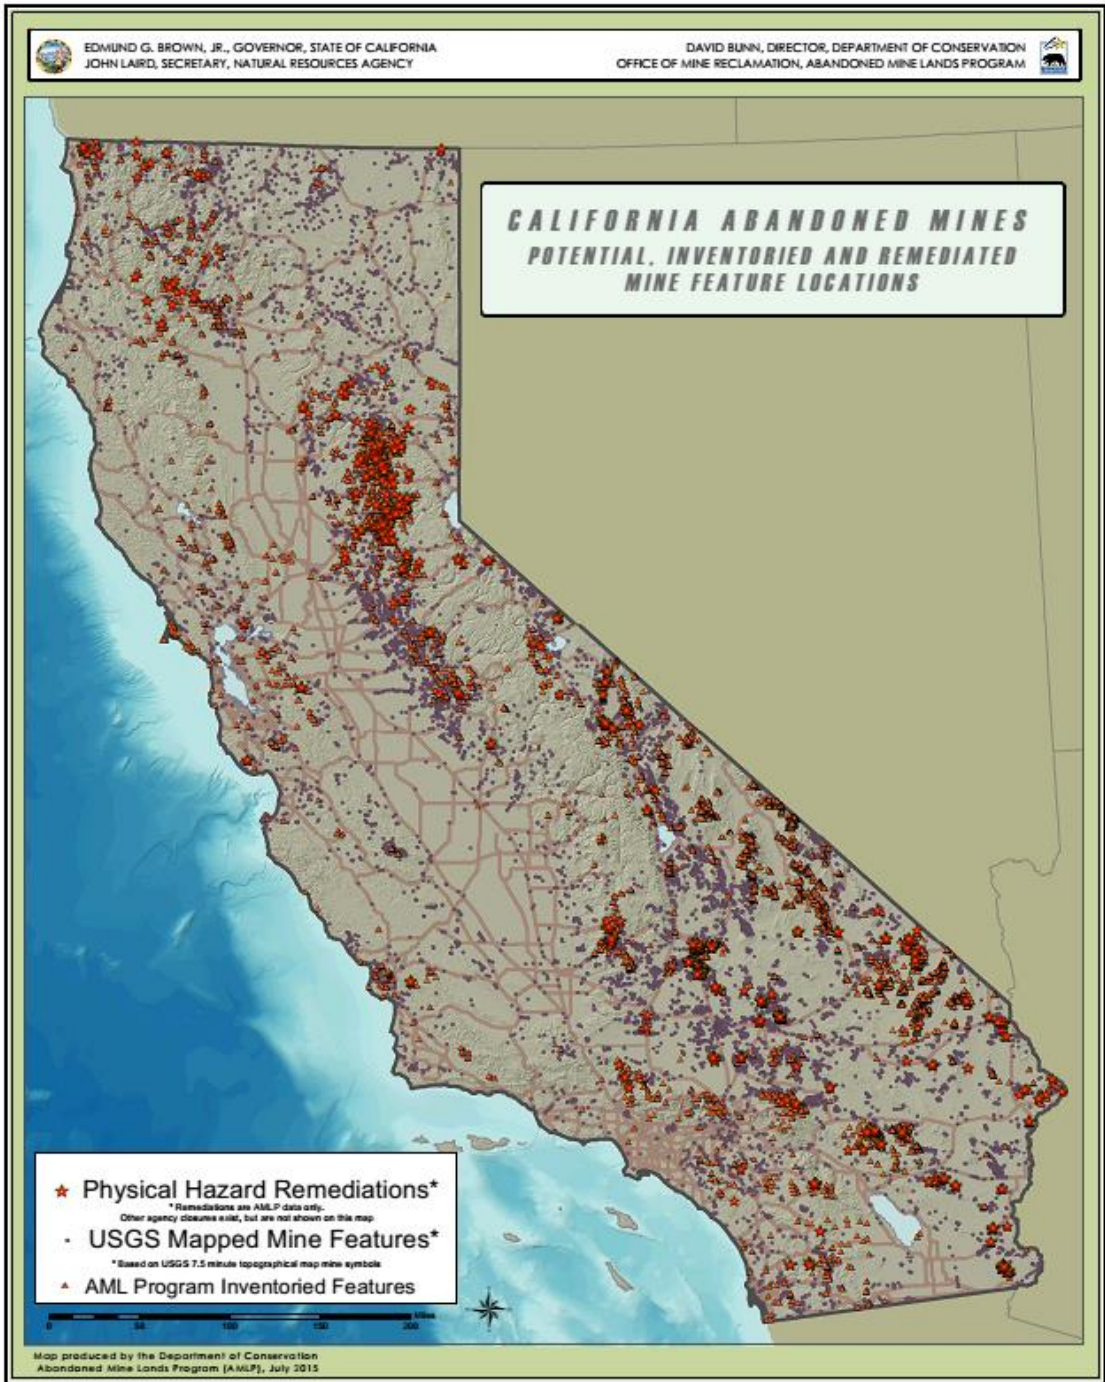 EDMUND G. BROWN, JR., GOVERNOR, STATE OF CALIFORNIA
JOHN LAIRD, SECRETARY, NATURAL RESOURCES AGENCY
DAVID BUNN, DIRECTOR, DEPARTMENT OF CONSERVATION
OFFICE OF MINE RECLAMATION, ABANDONED MINE LANDS PROGRAM
CALIFORNIA ABANDONED MINES
POTENTIAL, INVENTORIED AND REMEDIATED
MINE FEATURE LOCATIONS
Physical Hazard Remediations*
* Remediations are AMLP data only.
Other agency closures exist, but are not shown on this map
USGS Mapped Mine Features*
* Based on USGS 7.5 minute topographical map mine symbols
AML Program Inventoried Features
Miles
0 50 100 150 200
Map produced by the Department of Conservation
Abandoned Mine Lands Program (AMLP), July 2015